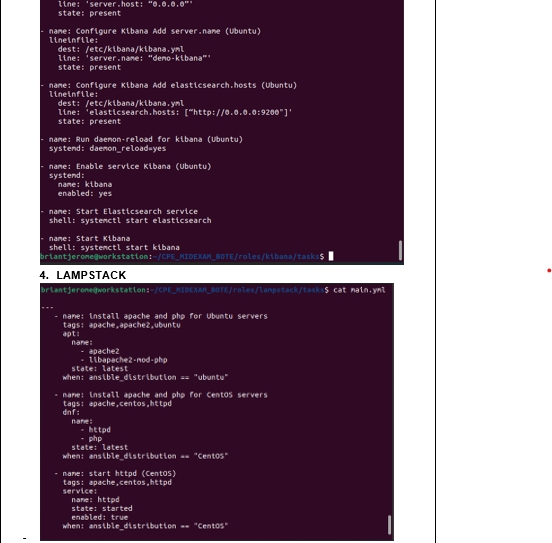 line: 'server.host: “0.0.0.0”'
state: present
- name: Configure Kibana Add server.name (Ubuntu)
lineinfile:
dest: /etc/kibana/kibana.yml
line: 'server.name: “demo-kibana”'
state: present
- name: Configure Kibana Add elasticsearch.hosts (Ubuntu)
lineinfile:
dest: /etc/kibana/kibana.yml
line: 'elasticsearch.hosts: [“http://0.0.0.0:9200"]'
state: present
- name: Run daemon-reload for kibana (Ubuntu)
systemd: daemon_reload=yes
- name: Enable service Kibana (Ubuntu)
systemd:
name: kibana
enabled: yes
- name: Start Elasticsearch service
shell: systemctl start elasticsearch
- name: Start Kibana
shell: systemctl start kibana
briantjerome@workstation:~/CPE_MIDEXAM_BOTE/roles/kibana/tasks$
4. LAMPSTACK
briantjerome@workstation:~/CPE_MIDEXAM_BOTE/roles/lampstack/tasks$ cat main.yml
---
- name: install apache and php for Ubuntu servers
tags: apache,apache2,ubuntu
apt:
name:
- apache2
- libapache2-mod-php
state: latest
when: ansible_distribution == "ubuntu"
- name: install apache and php for CentOS servers
tags: apache,centos,httpd
dnf:
name:
- httpd
- php
state: latest
when: ansible_distribution == "CentOS"
- name: start httpd (CentOS)
tags: apache,centos,httpd
service:
name: httpd
state: started
enabled: true
when: ansible_distribution == "CentOS"
-